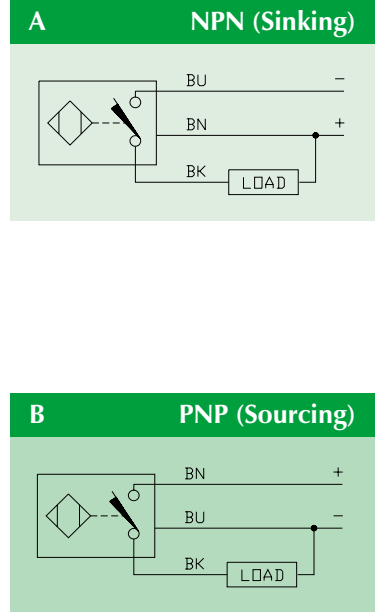 A NPN (Sinking)
BU −
BN +
BK LOAD
B PNP (Sourcing)
BN +
BU −
BK LOAD